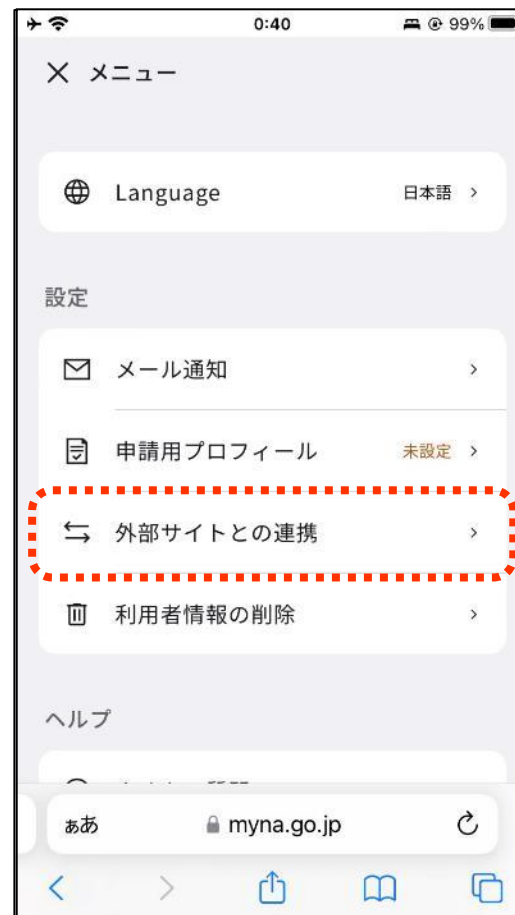 0:40 99%
メニュー
Language 日本語
設定
メール通知
申請用プロフィール 未設定
外部サイトとの連携
利用者情報の削除
ヘルプ
ぁあ myna.go.jp